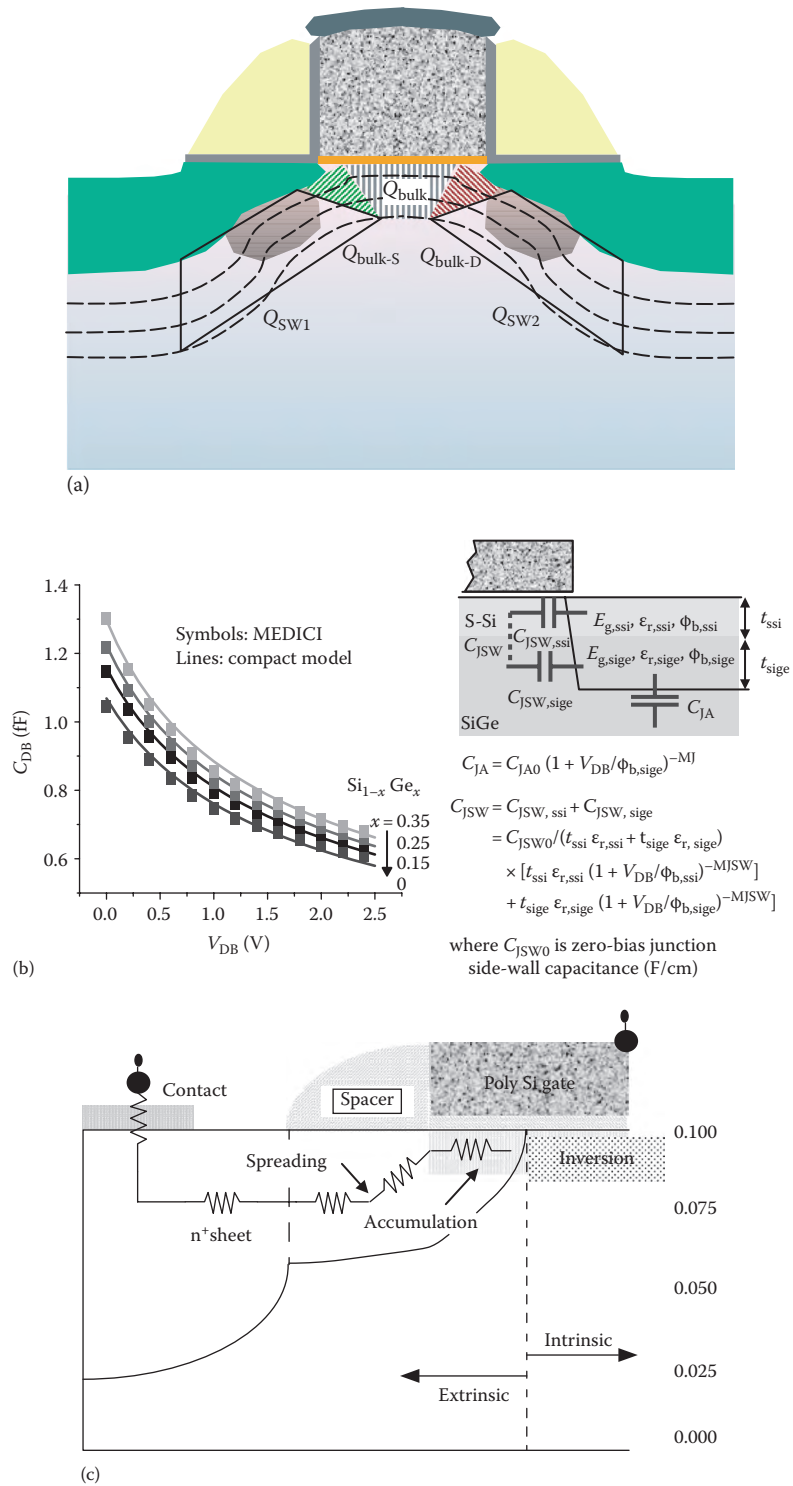 Q_bulk
Q_bulk-S Q_bulk-D
Q_SW1 Q_SW2
(a)
1.4
1.2
1.0
0.8
0.6
C_DB (fF)
Symbols: MEDICI
Lines: compact model
Si_1−x Ge_x
x = 0.35
0.25
0.15
0
0.0 0.5 1.0 1.5 2.0 2.5
V_DB (V)
(b)
S-Si
C_JSW
C_JSW,ssi
E_g,ssi, ε_r,ssi, ϕ_b,ssi
t_ssi
E_g,sige, ε_r,sige, ϕ_b,sige
t_sige
C_JSW,sige
C_JA
SiGe
C_JA = C_JA0 (1 + V_DB/ϕ_b,sige)^−MJ
C_JSW = C_JSW, ssi + C_JSW, sige
= C_JSW0/(t_ssi ε_r,ssi + t_sige ε_r, sige)
× [t_ssi ε_r,ssi (1 + V_DB/ϕ_b,ssi)^−MJSW]
+ t_sige ε_r,sige (1 + V_DB/ϕ_b,sige)^−MJSW]
where C_JSW0 is zero-bias junction
side-wall capacitance (F/cm)
Contact
Spacer
Poly Si gate
0.100
Spreading
Inversion
Accumulation
0.075
n⁺sheet
0.050
Intrinsic
0.025
Extrinsic
0.000
(c)